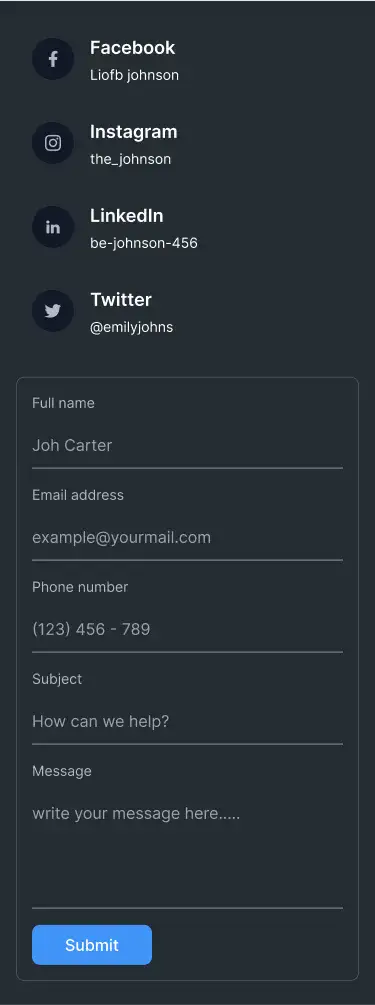 Facebook
Liofb johnson
Instagram
the_johnson
LinkedIn
be-johnson-456
Twitter
@emilyjohns
Full name
Joh Carter
Email address
example@yourmail.com
Phone number
(123) 456 - 789
Subject
How can we help?
Message
write your message here.....
Submit